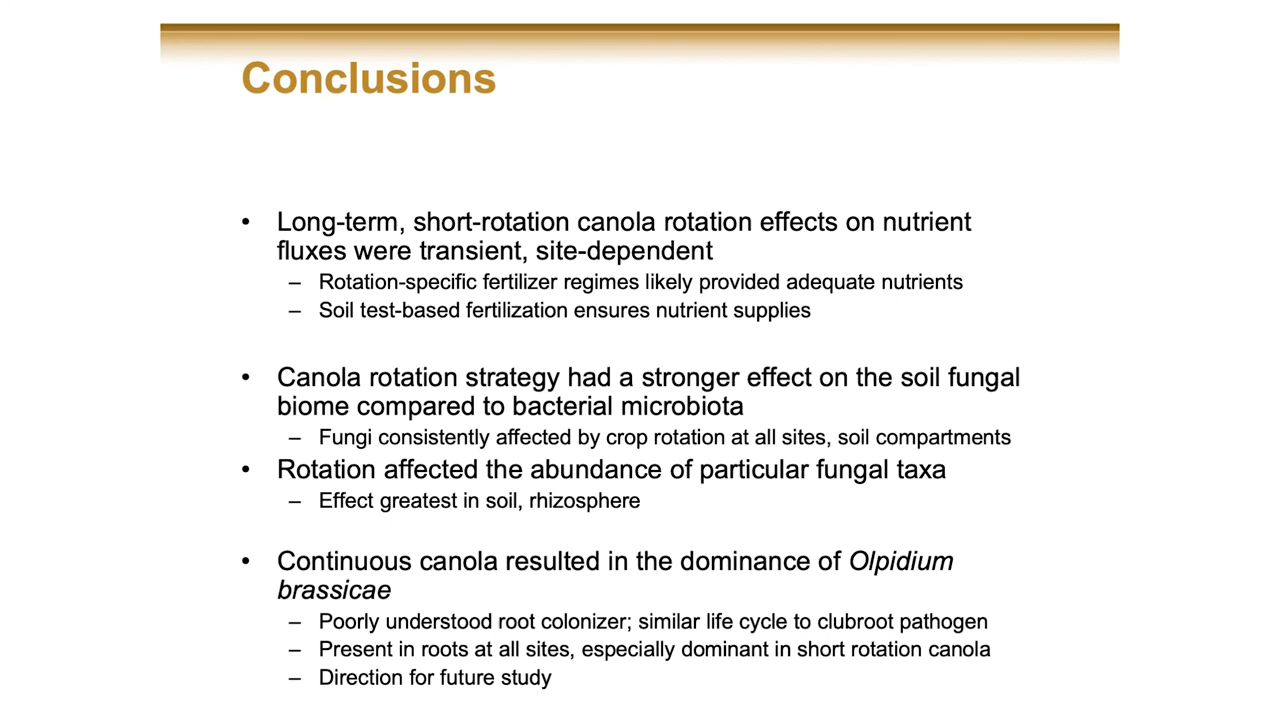 Conclusions
• Long-term, short-rotation canola rotation effects on nutrient
fluxes were transient, site-dependent
– Rotation-specific fertilizer regimes likely provided adequate nutrients
– Soil test-based fertilization ensures nutrient supplies
• Canola rotation strategy had a stronger effect on the soil fungal
biome compared to bacterial microbiota
– Fungi consistently affected by crop rotation at all sites, soil compartments
• Rotation affected the abundance of particular fungal taxa
– Effect greatest in soil, rhizosphere
• Continuous canola resulted in the dominance of Olpidium
brassicae
– Poorly understood root colonizer; similar life cycle to clubroot pathogen
– Present in roots at all sites, especially dominant in short rotation canola
– Direction for future study